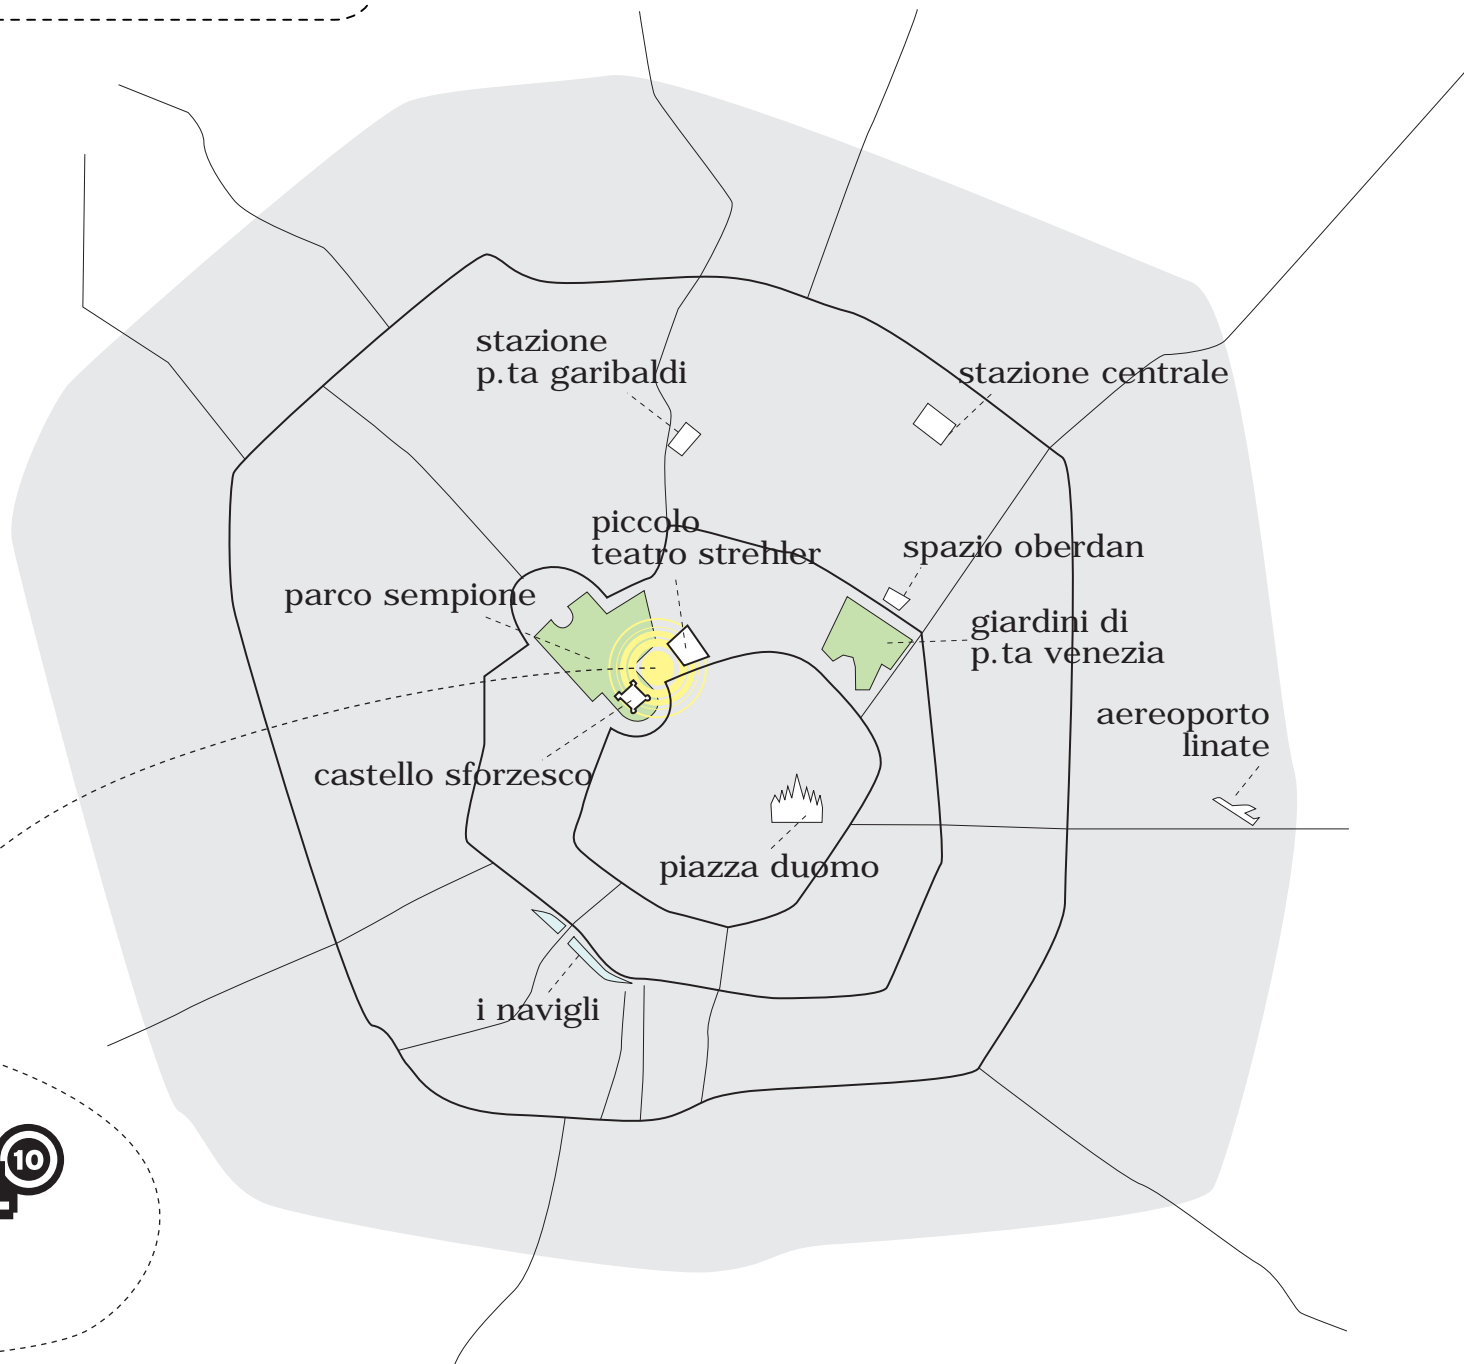 stazione
p.ta garibaldi
stazione centrale
piccolo
teatro strehler
spazio oberdan
parco sempione
giardini di
p.ta venezia
aereoporto
linate
castello sforzesco
piazza duomo
i navigli
10